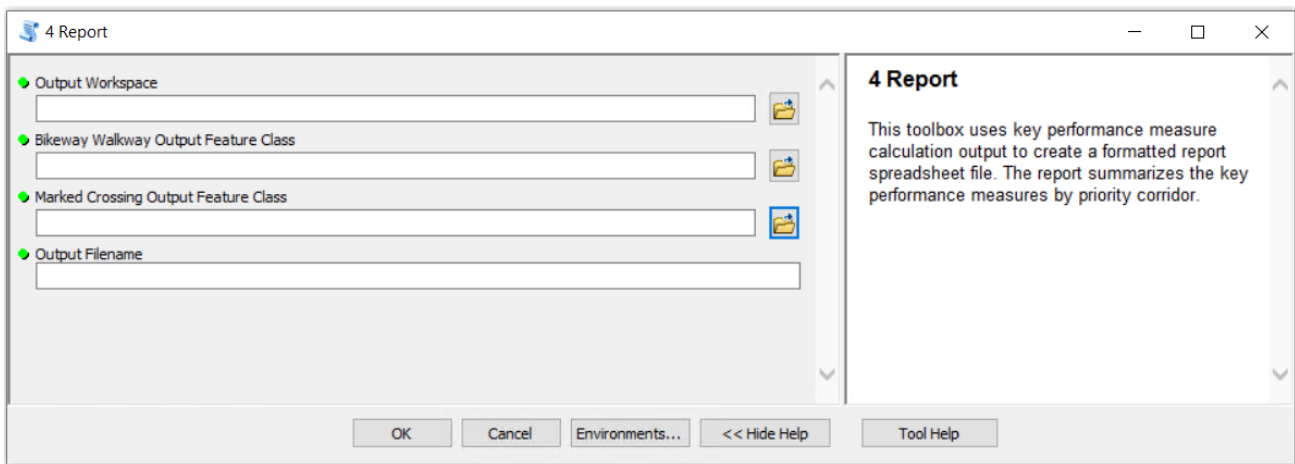 4 Report
Output Workspace
Bikeway Walkway Output Feature Class
Marked Crossing Output Feature Class
Output Filename
4 Report
This toolbox uses key performance measure
calculation output to create a formatted report
spreadsheet file. The report summarizes the key
performance measures by priority corridor.
OK Cancel Environments... << Hide Help Tool Help